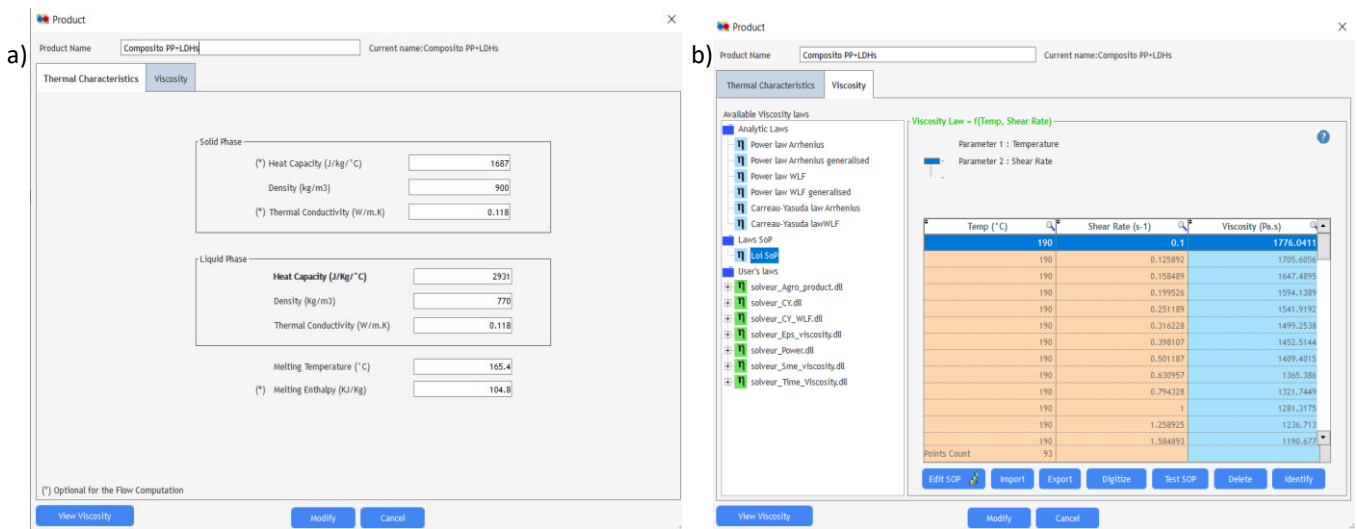 a)
Product
Product Name Composito PP+LDHs Current name:Composito PP+LDHs
Thermal Characteristics Viscosity
Solid Phase
(*) Heat Capacity (J/kg/°C) 1687
Density (kg/m3) 900
(*) Thermal Conductivity (W/m.K) 0.118
Liquid Phase
Heat Capacity (J/Kg/°C) 2931
Density (Kg/m3) 770
Thermal Conductivity (W/m.K) 0.118
Melting Temperature (°C) 165.4
(*) Melting Enthalpy (KJ/Kg) 104.8
(*) Optional for the Flow Computation
View Viscosity Modify Cancel
b)
Product
Product Name Composito PP+LDHs Current name:Composito PP+LDHs
Thermal Characteristics Viscosity
Available Viscosity laws
Analytic Laws
η Power law Arrhenius
η Power law Arrhenius generalised
η Power law WLF
η Power law WLF generalised
η Carreau-Yasuda law Arrhenius
η Carreau-Yasuda lawWLF
Laws SoP
η Loi SoP
User's laws
η solveur_Agro_product.dll
η solveur_CY.dll
η solveur_CY_WLF.dll
η solveur_Eps_viscosity.dll
η solveur_Power.dll
η solveur_Sme_viscosity.dll
η solveur_Time_Viscosity.dll
Viscosity Law = f(Temp, Shear Rate)
Parameter 1 : Temperature
Parameter 2 : Shear Rate
Temp (°C) Shear Rate (s-1) Viscosity (Pa.s)
190 0.1 1776.0411
190 0.125892 1705.6056
190 0.158489 1647.4895
190 0.199526 1594.1389
190 0.251189 1541.9192
190 0.316228 1499.2538
190 0.398107 1452.5144
190 0.501187 1409.4015
190 0.630957 1365.386
190 0.794328 1321.7449
190 1 1281.3175
190 1.258925 1236.713
190 1.584893 1190.677
Points Count 93
Edit SOP Import Export Digitize Test SOP Delete Identify
View Viscosity Modify Cancel